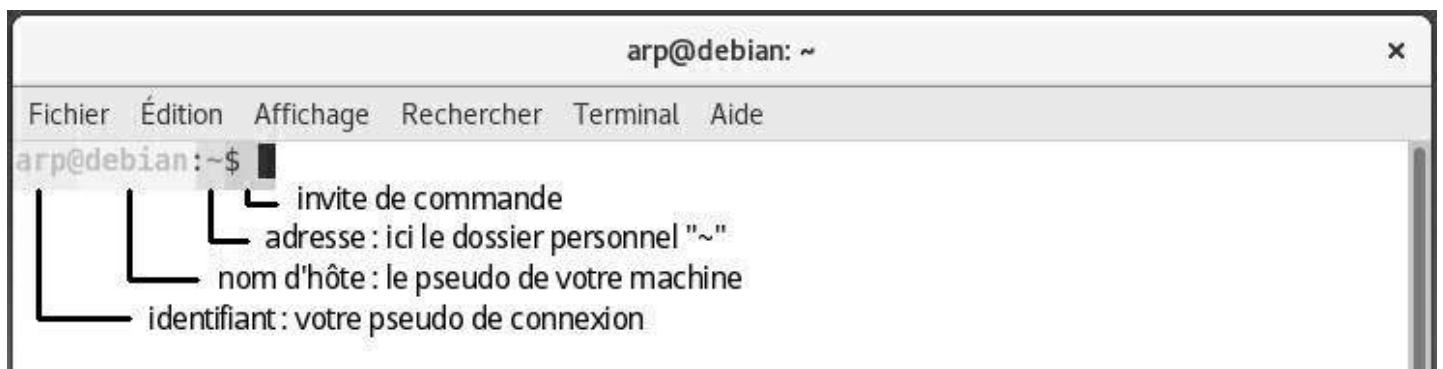 arp@debian: ~ ×
Fichier Édition Affichage Rechercher Terminal Aide
arp@debian:~$
invite de commande
adresse : ici le dossier personnel "~"
nom d'hôte : le pseudo de votre machine
identifiant : votre pseudo de connexion